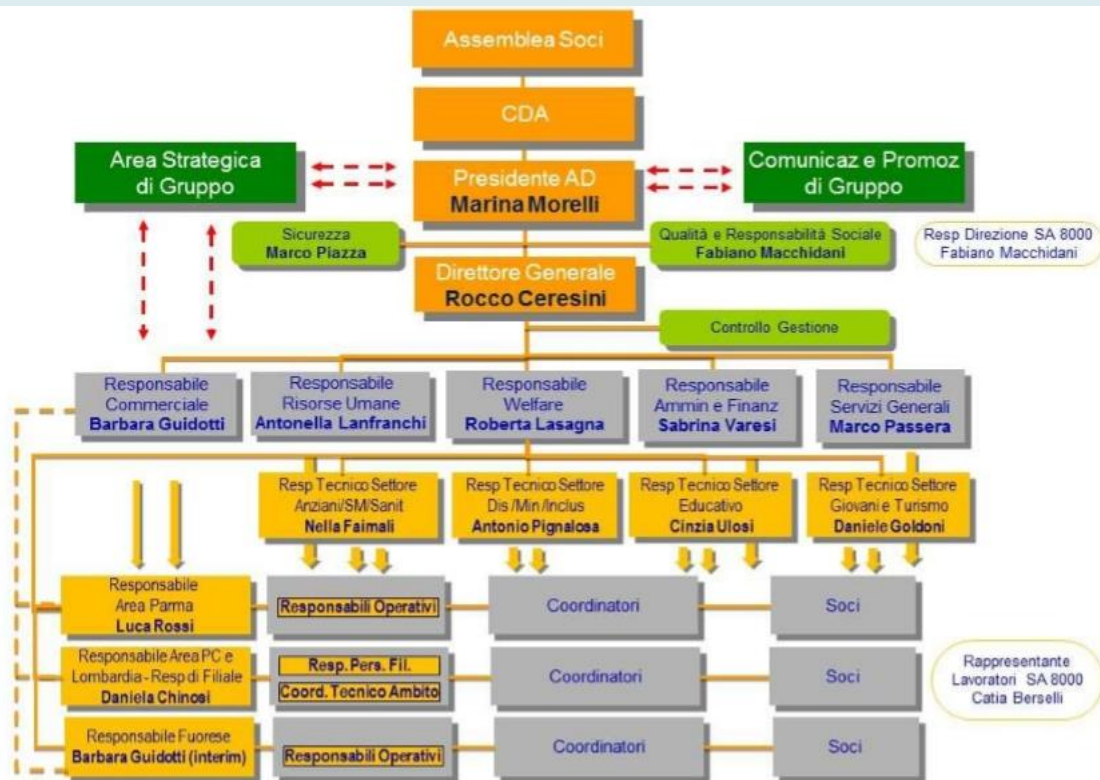 Assemblea Soci
CDA
Area Strategica
di Gruppo
Presidente AD
Marina Morelli
Comunicaz e Promoz
di Gruppo
Sicurezza
Marco Piazza
Qualità e Responsabilità Sociale
Fabiano Macchidani
Resp Direzione SA 8000
Fabiano Macchidani
Direttore Generale
Rocco Ceresini
Controllo Gestione
Responsabile
Commerciale
Barbara Guidotti
Responsabile
Risorse Umane
Antonella Lanfranchi
Responsabile
Welfare
Roberta Lasagna
Responsabile
Ammin e Finanz
Sabrina Varesi
Responsabile
Servizi Generali
Marco Passera
Resp Tecnico Settore
Anziani/SM/Sanit
Nella Faimali
Resp Tecnico Settore
Dis /Min /Inclus
Antonio Pignalosa
Resp Tecnico Settore
Educativo
Cinzia Ulosi
Resp Tecnico Settore
Giovani e Turismo
Daniele Goldoni
Responsabile
Area Parma
Luca Rossi
Responsabili Operativi
Coordinatori
Soci
Responsabile Area PC e
Lombardia - Resp di Filiale
Daniela Chinosi
Resp. Pers. Fil.
Coord. Tecnico Ambito
Coordinatori
Soci
Rappresentante
Lavoratori SA 8000
Catia Berselli
Responsabile Fuorese
Barbara Guidotti (interim)
Responsabili Operativi
Coordinatori
Soci